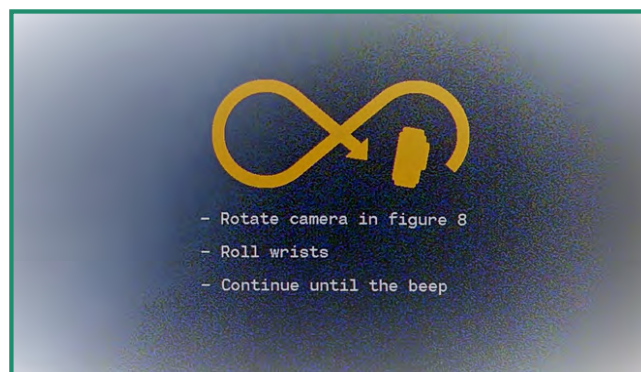 - Rotate camera in figure 8
- Roll wrists
- Continue until the beep